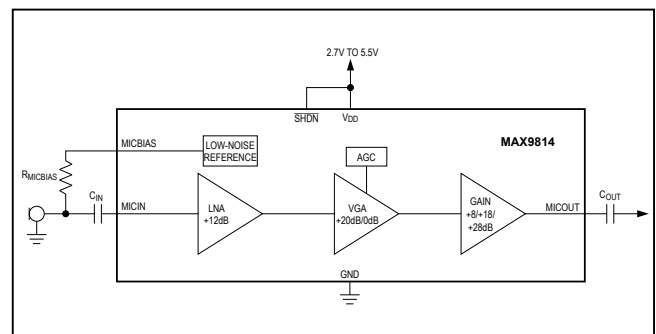 2.7V TO 5.5V
SHDN
VDD
MAX9814
MICBIAS
LOW-NOISE
REFERENCE
AGC
RMICBIAS
CIN
MICIN
LNA
+12dB
VGA
+20dB/0dB
GAIN
+8/+18/
+28dB
MICOUT
COUT
GND